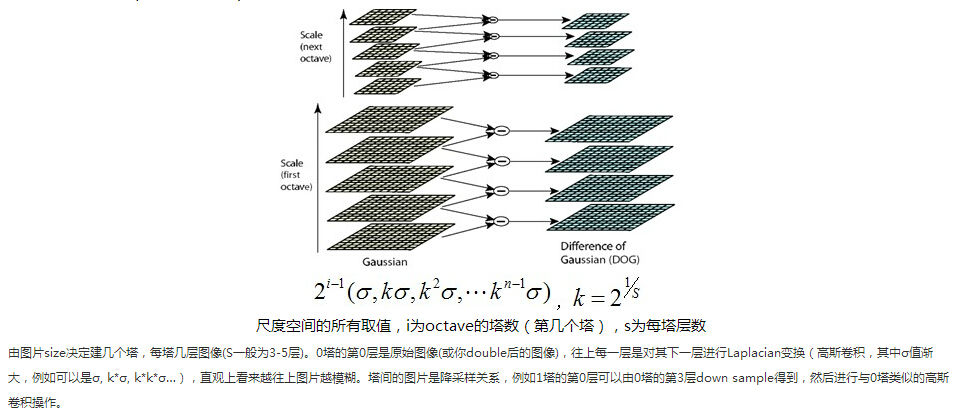 Scale
(next
octave)
Scale
(first
octave)
Gaussian
Difference of
Gaussian (DOG)
2^{i-1}(σ,kσ,k^2σ,⋯k^{n-1}σ) , k=2^{1/S}
尺度空间的所有取值,i为octave的塔数(第几个塔),s为每塔层数
由图片size决定建几个塔,每塔几层图像(S一般为3-5层)。0塔的第0层是原始图像(或你double后的图像),往上每一层是对其下一层进行Laplacian变换(高斯卷积,其中σ值渐
大,例如可以是σ, k*σ, k*k*σ…),直观上看来越往上图片越模糊。塔间的图片是降采样关系,例如1塔的第0层可以由0塔的第3层down sample得到,然后进行与0塔类似的高斯
卷积操作。